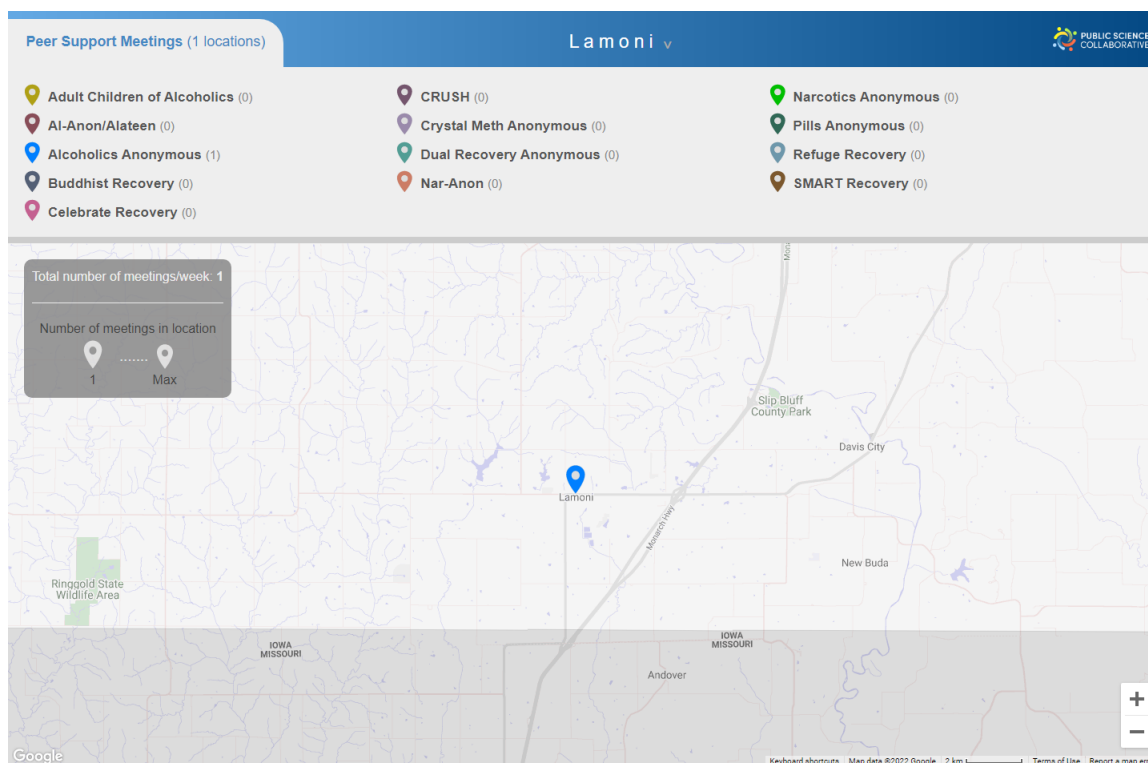 Peer Support Meetings (1 locations)
Lamoni v
PUBLIC SCIENCE
COLLABORATIVE
Adult Children of Alcoholics (0)
Al-Anon/Alateen (0)
Alcoholics Anonymous (1)
Buddhist Recovery (0)
Celebrate Recovery (0)
CRUSH (0)
Crystal Meth Anonymous (0)
Dual Recovery Anonymous (0)
Nar-Anon (0)
Narcotics Anonymous (0)
Pills Anonymous (0)
Refuge Recovery (0)
SMART Recovery (0)
Total number of meetings/week: 1
Number of meetings in location
1 ....... Max
Slip Bluff
County Park
Davis City
Lamoni
Monarch Hwy
New Buda
Ringgold State
Wildlife Area
IOWA
MISSOURI
IOWA
MISSOURI
Andover
+
−
Google
Keyboard shortcuts
Map data ©2022 Google
2 km
Terms of Use
Report a map